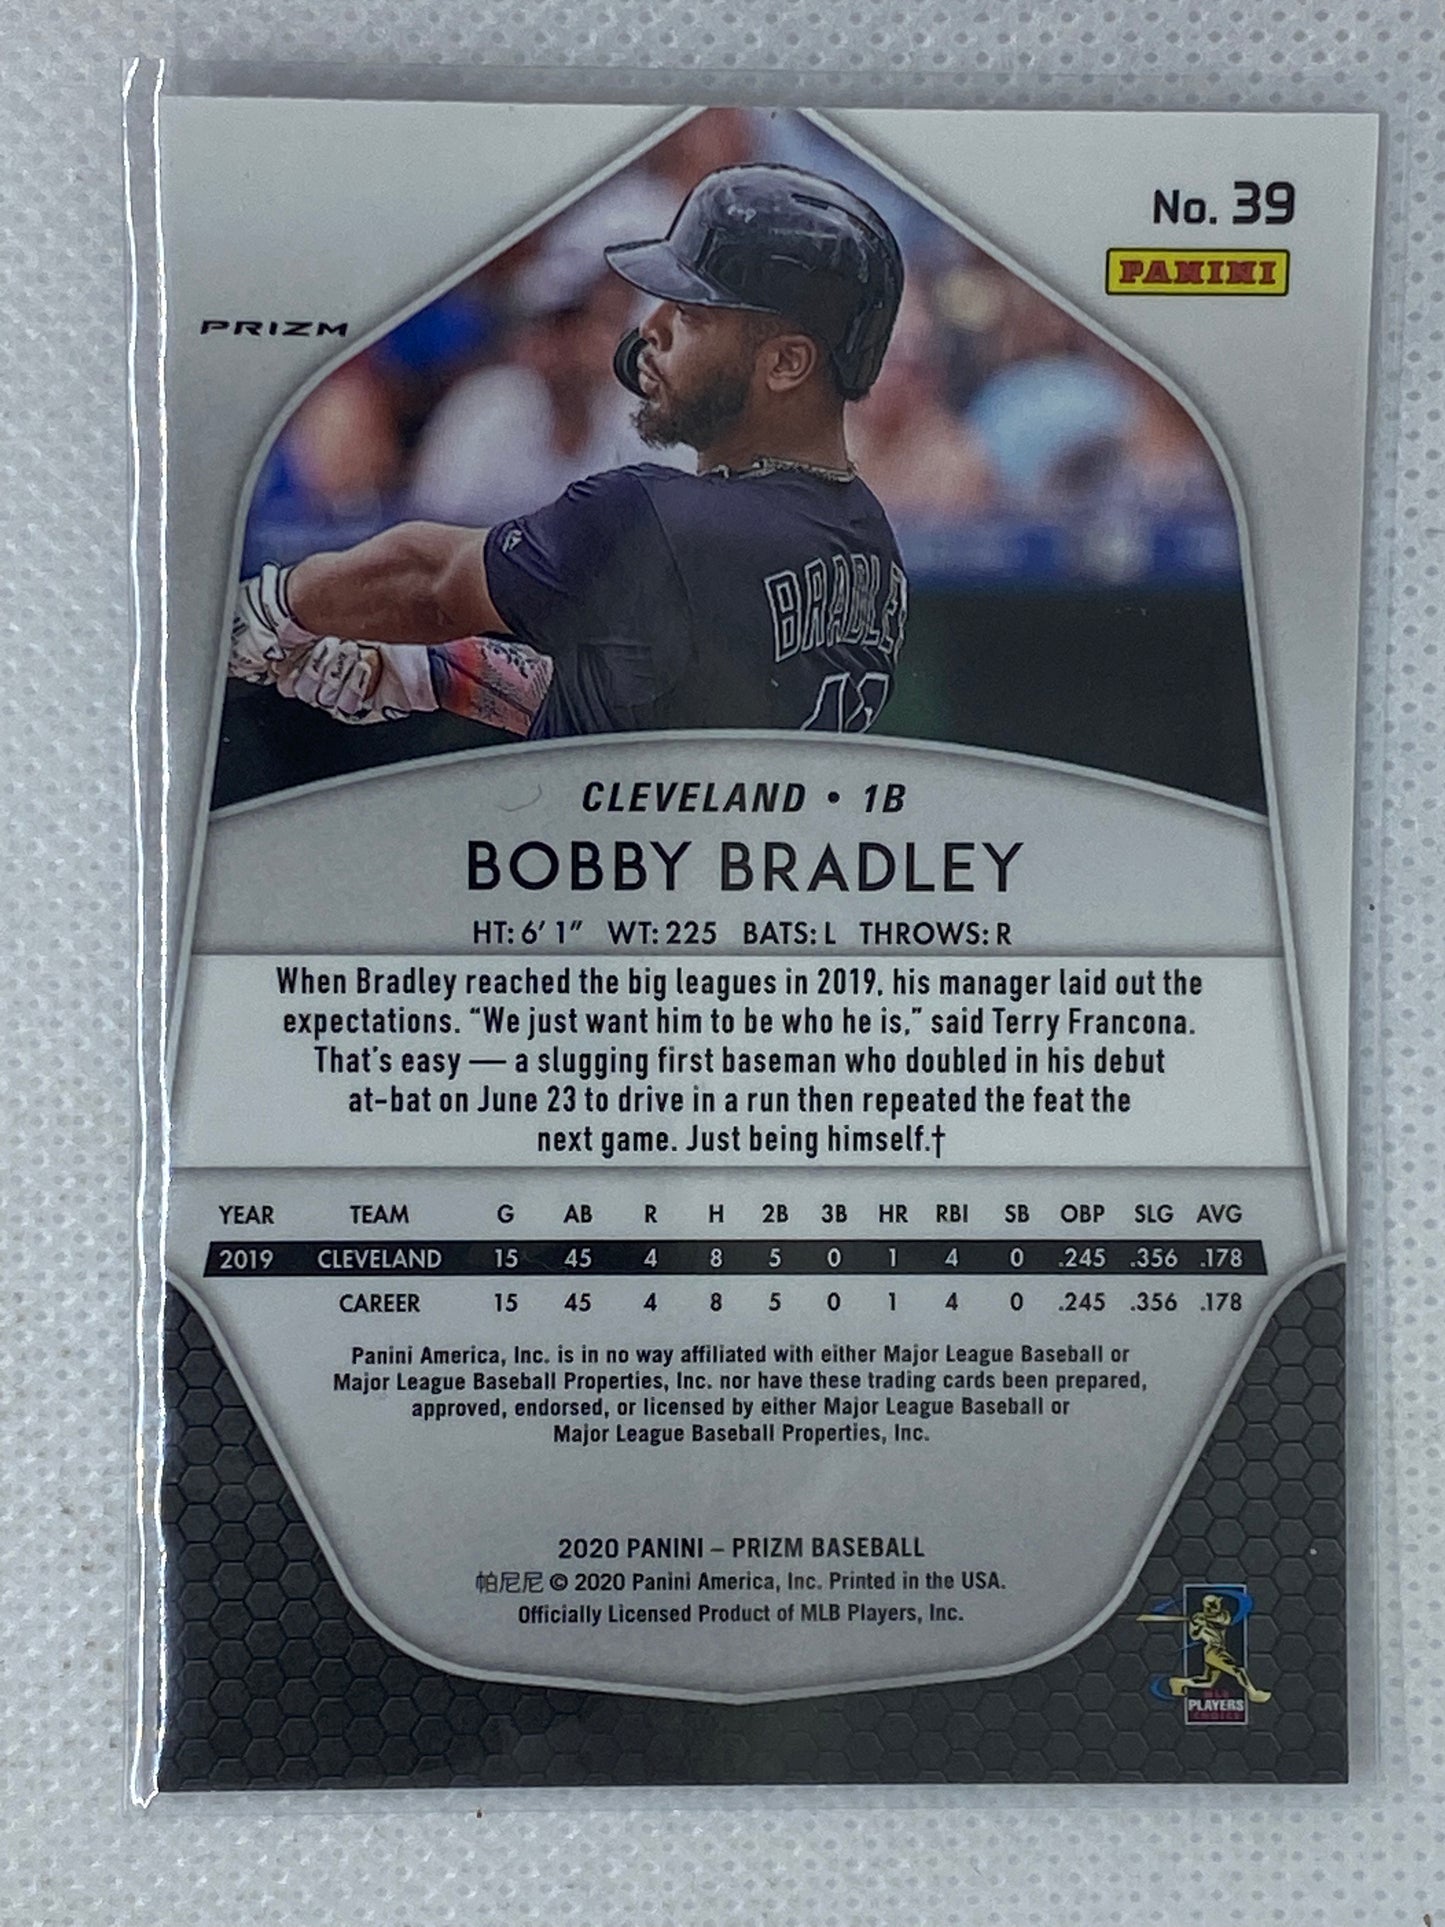 No. 39
PANINI
PRIZM
BRADLE
CLEVELAND • 1B
BOBBY BRADLEY
HT: 6' 1" WT: 225 BATS: L THROWS: R
When Bradley reached the big leagues in 2019, his manager laid out the
expectations. “We just want him to be who he is,” said Terry Francona.
That's easy — a slugging first baseman who doubled in his debut
at-bat on June 23 to drive in a run then repeated the feat the
next game. Just being himself.†
YEAR TEAM G AB R H 2B 3B HR RBI SB OBP SLG AVG
2019 CLEVELAND 15 45 4 8 5 0 1 4 0 .245 .356 .178
CAREER 15 45 4 8 5 0 1 4 0 .245 .356 .178
Panini America, Inc. is in no way affiliated with either Major League Baseball or
Major League Baseball Properties, Inc. nor have these trading cards been prepared,
approved, endorsed, or licensed by either Major League Baseball or
Major League Baseball Properties, Inc.
2020 PANINI – PRIZM BASEBALL
帕尼尼 © 2020 Panini America, Inc. Printed in the USA.
Officially Licensed Product of MLB Players, Inc.
MLB
PLAYERS
CHOICE